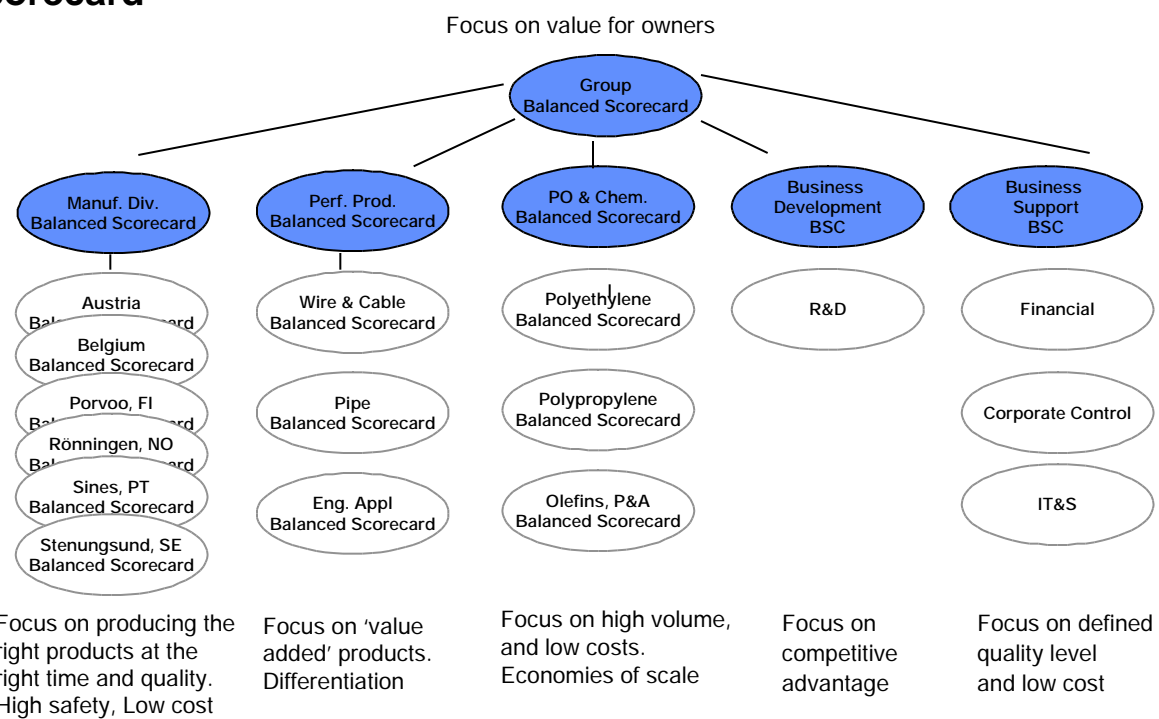 Focus on value for owners
Group
Balanced Scorecard
Manuf. Div.
Balanced Scorecard
Perf. Prod.
Balanced Scorecard
PO & Chem.
Balanced Scorecard
Business
Development
BSC
Business
Support
BSC
Austria
Belgium
Balanced Scorecard
Porvoo, FI
Rönningen, NO
Sines, PT
Balanced Scorecard
Stenungsund, SE
Balanced Scorecard
Wire & Cable
Balanced Scorecard
Pipe
Balanced Scorecard
Eng. Appl
Balanced Scorecard
Polyethylene
Balanced Scorecard
Polypropylene
Balanced Scorecard
Olefins, P&A
Balanced Scorecard
R&D
Financial
Corporate Control
IT&S
Focus on producing the
right products at the
right time and quality.
High safety, Low cost
Focus on ‘value
added’ products.
Differentiation
Focus on high volume,
and low costs.
Economies of scale
Focus on
competitive
advantage
Focus on defined
quality level
and low cost